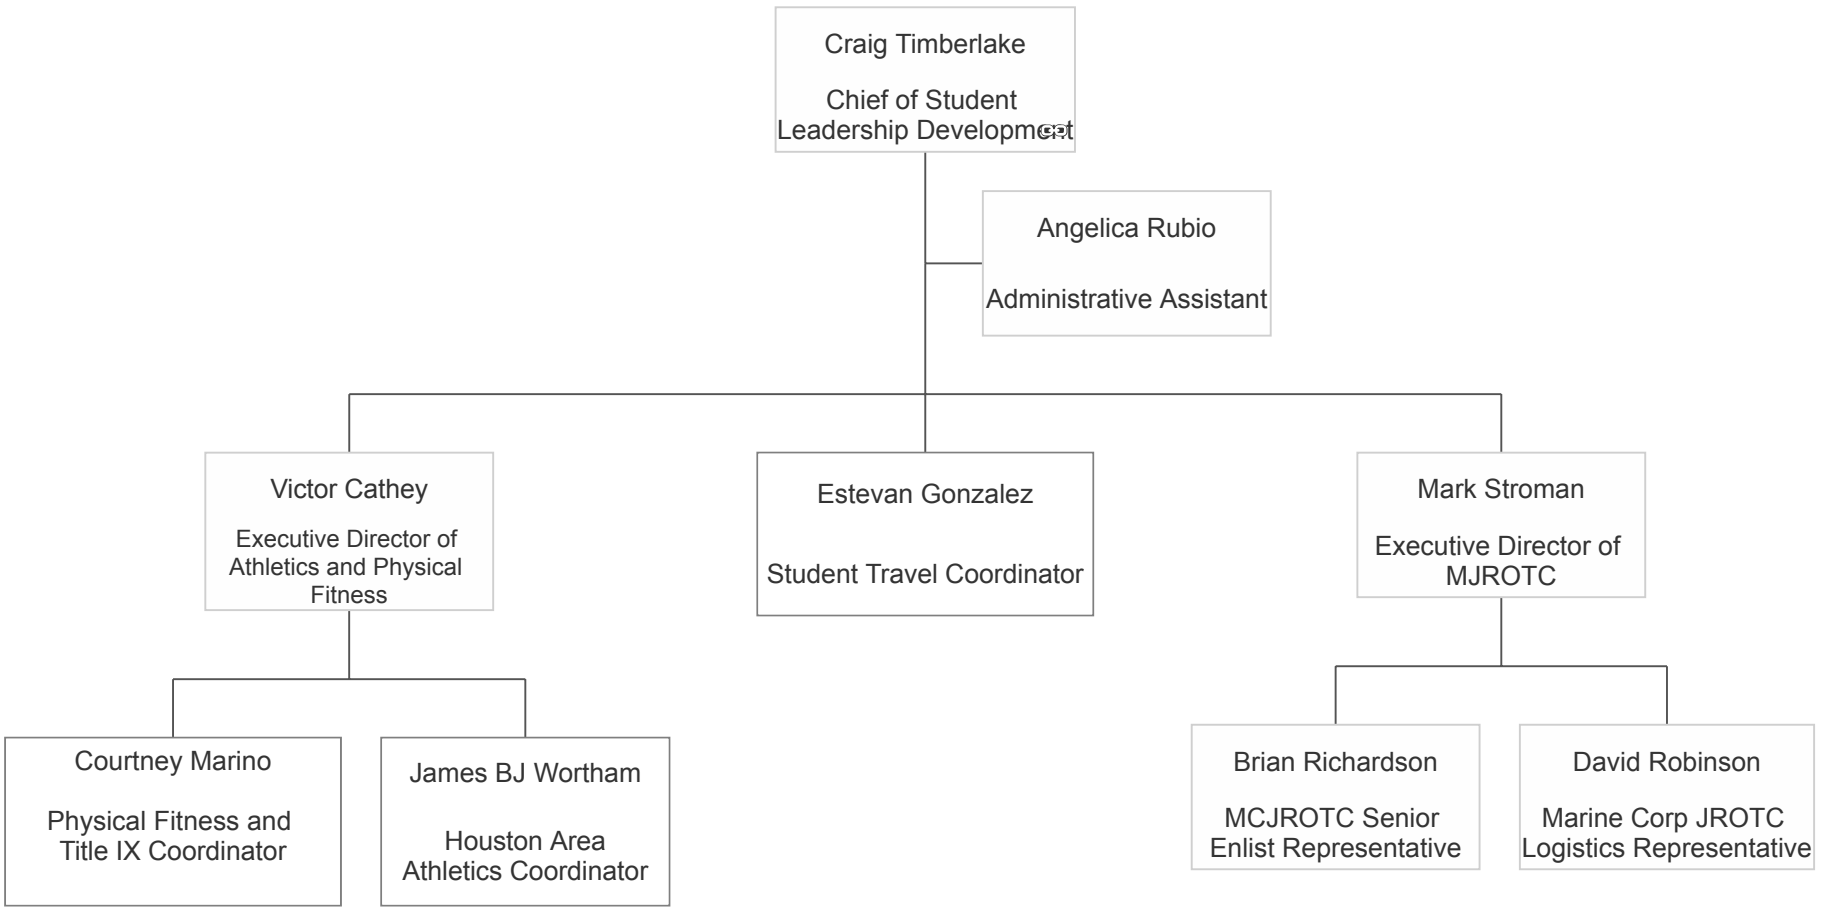 Craig Timberlake
Chief of Student
Leadership Development
Angelica Rubio
Administrative Assistant
Victor Cathey
Executive Director of
Athletics and Physical
Fitness
Estevan Gonzalez
Student Travel Coordinator
Mark Stroman
Executive Director of
MJROTC
Courtney Marino
Physical Fitness and
Title IX Coordinator
James BJ Wortham
Houston Area
Athletics Coordinator
Brian Richardson
MCJROTC Senior
Enlist Representative
David Robinson
Marine Corp JROTC
Logistics Representative